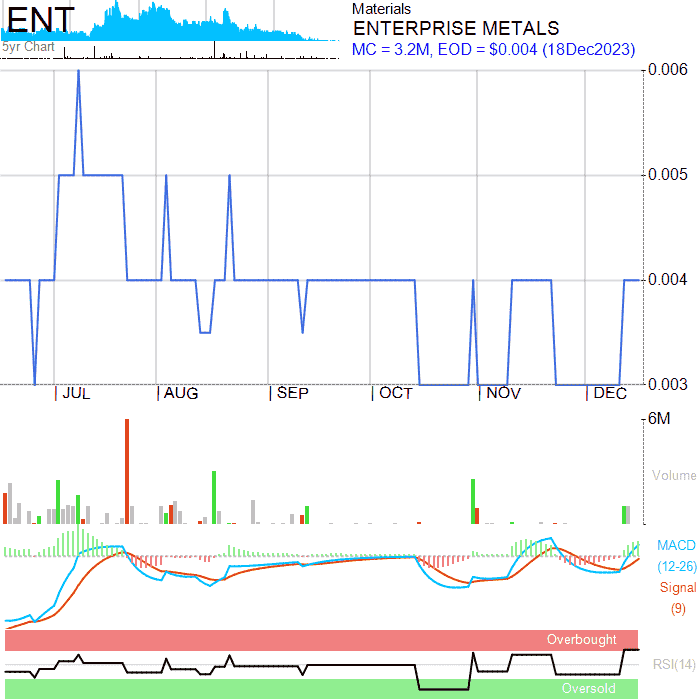 ENT
5yr Chart
Materials
ENTERPRISE METALS
MC = 3.2M, EOD = $0.004 (18Dec2023)
0.006
0.005
0.004
0.003
JUL
AUG
SEP
OCT
NOV
DEC
6M
Volume
MACD
(12-26)
Signal
(9)
Overbought
RSI(14)
Oversold